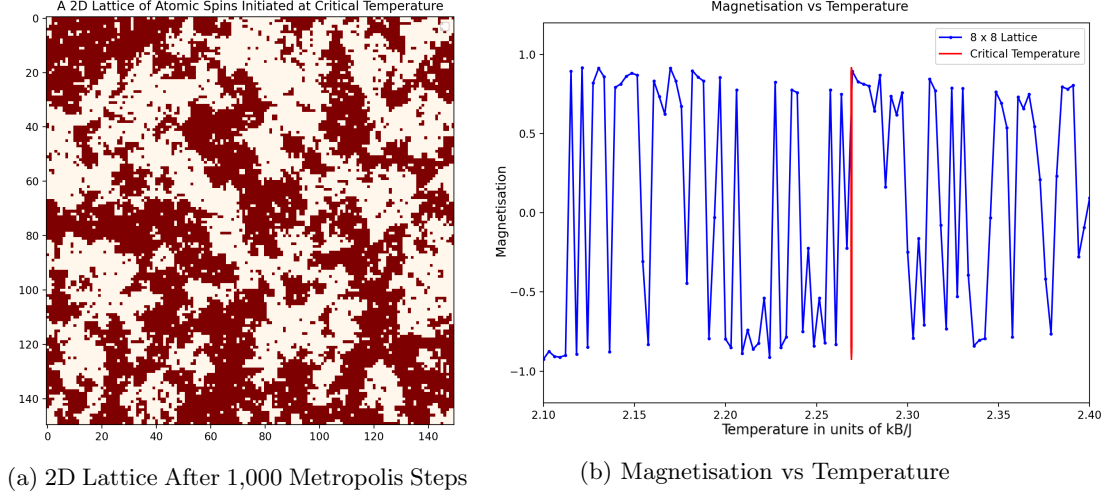 A 2D Lattice of Atomic Spins Initiated at Critical Temperature
0
20
40
60
80
100
120
140
0 20 40 60 80 100 120 140
(a) 2D Lattice After 1,000 Metropolis Steps
Magnetisation vs Temperature
8 x 8 Lattice
Critical Temperature
Magnetisation
1.0
0.5
0.0
−0.5
−1.0
2.10 2.15 2.20 2.25 2.30 2.35 2.40
Temperature in units of kB/J
(b) Magnetisation vs Temperature